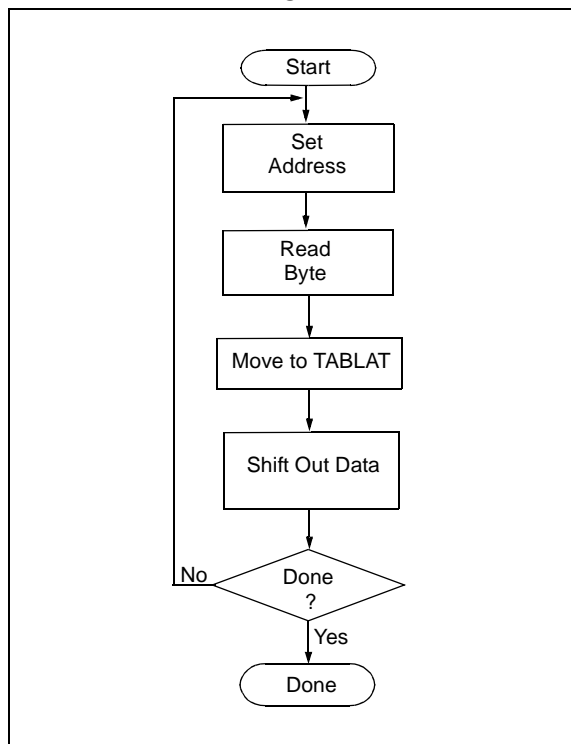 Start
Set
Address
Read
Byte
Move to TABLAT
Shift Out Data
Done
?
No
Yes
Done